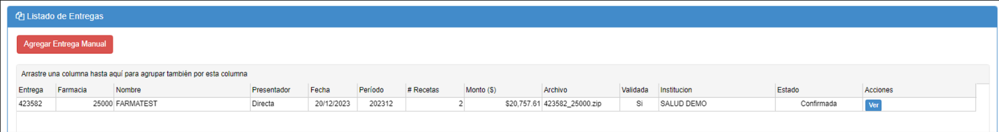 Listado de Entregas
Agregar Entrega Manual
Arrastre una columna hasta aquí para agrupar también por esta columna
Entrega Farmacia Nombre Presentador Fecha Período # Recetas Monto ($) Archivo Validada Institucion Estado Acciones
423582 25000 FARMATEST Directa 20/12/2023 202312 2 $20,757.61 423582_25000.zip Si SALUD DEMO Confirmada Ver